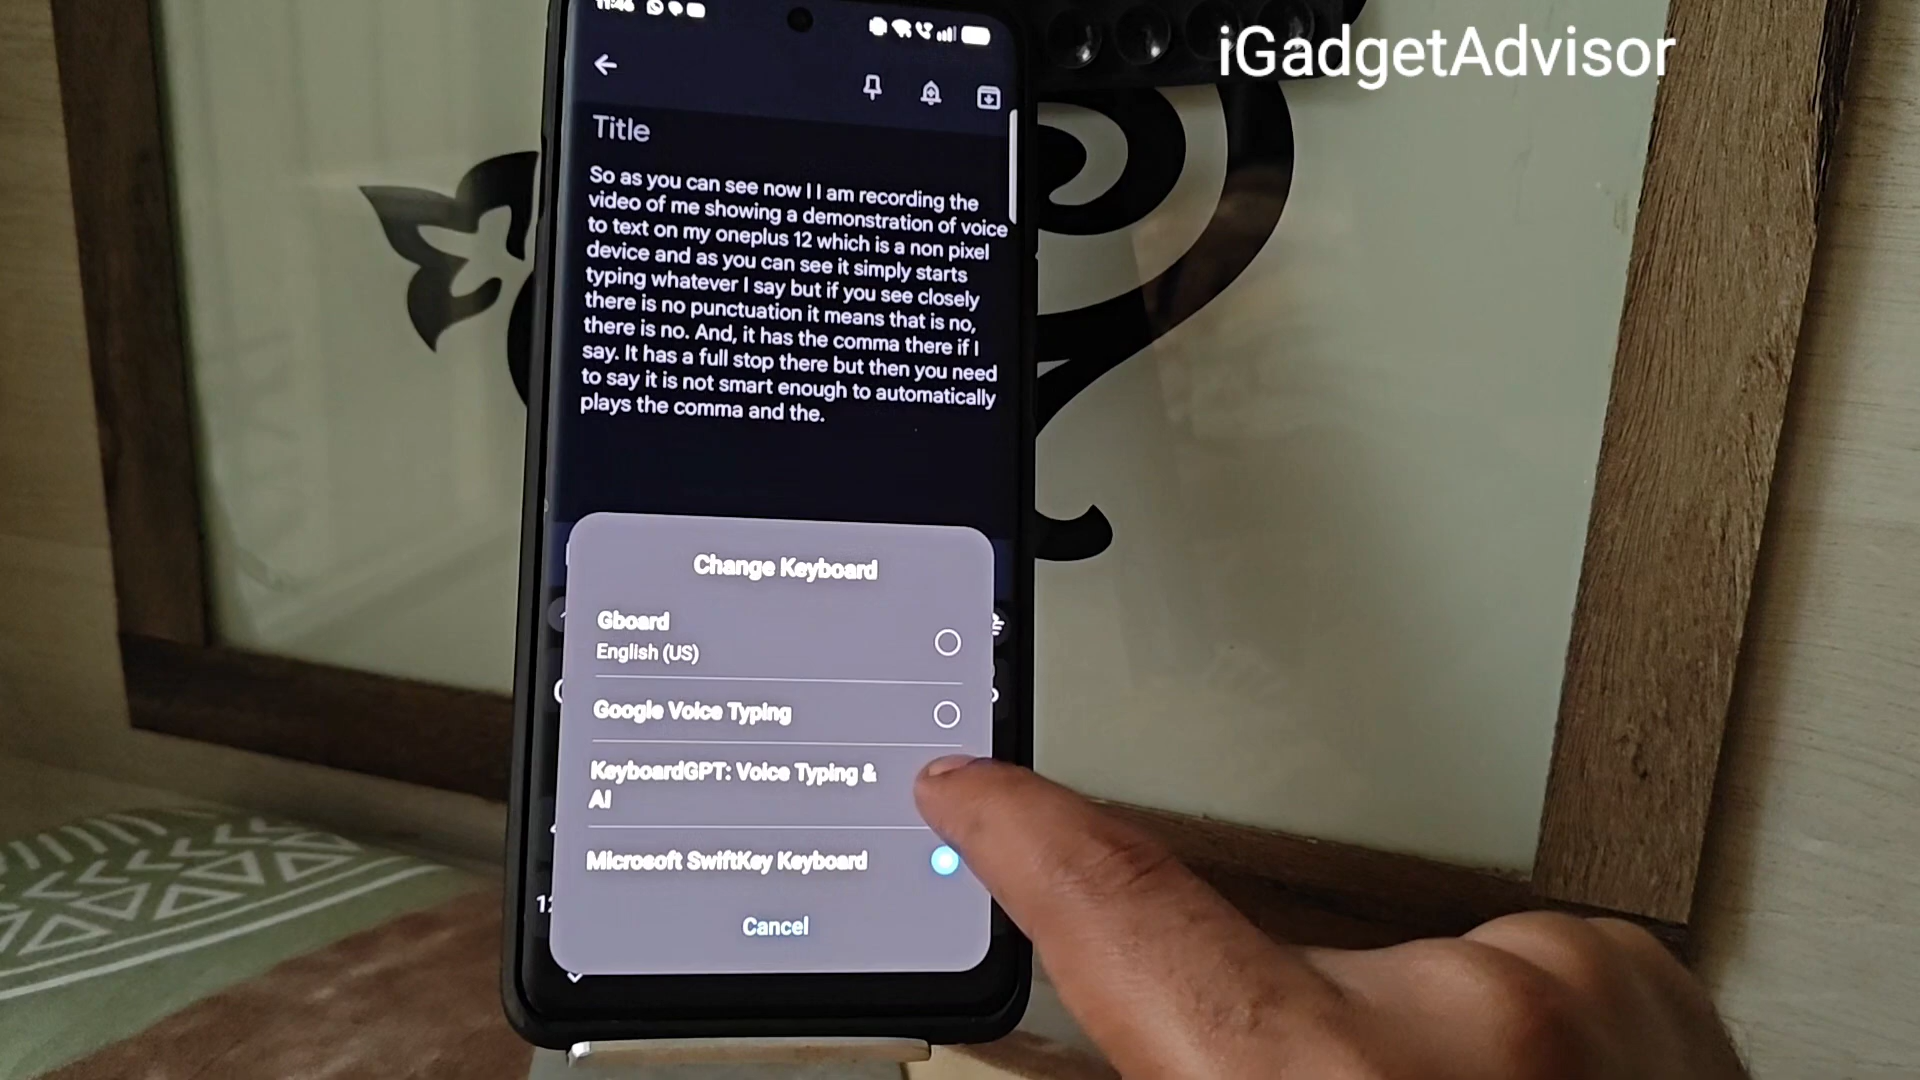 iGadgetAdvisor
11:46
Title
So as you can see now I I am recording the
video of me showing a demonstration of voice
to text on my oneplus 12 which is a non pixel
device and as you can see it simply starts
typing whatever I say but if you see closely
there is no punctuation it means that is no,
there is no. And, it has the comma there if I
say. It has a full stop there but then you need
to say it is not smart enough to automatically
plays the comma and the.
Change Keyboard
Gboard
English (US)
Google Voice Typing
KeyboardGPT: Voice Typing &
AI
Microsoft SwiftKey Keyboard
Cancel